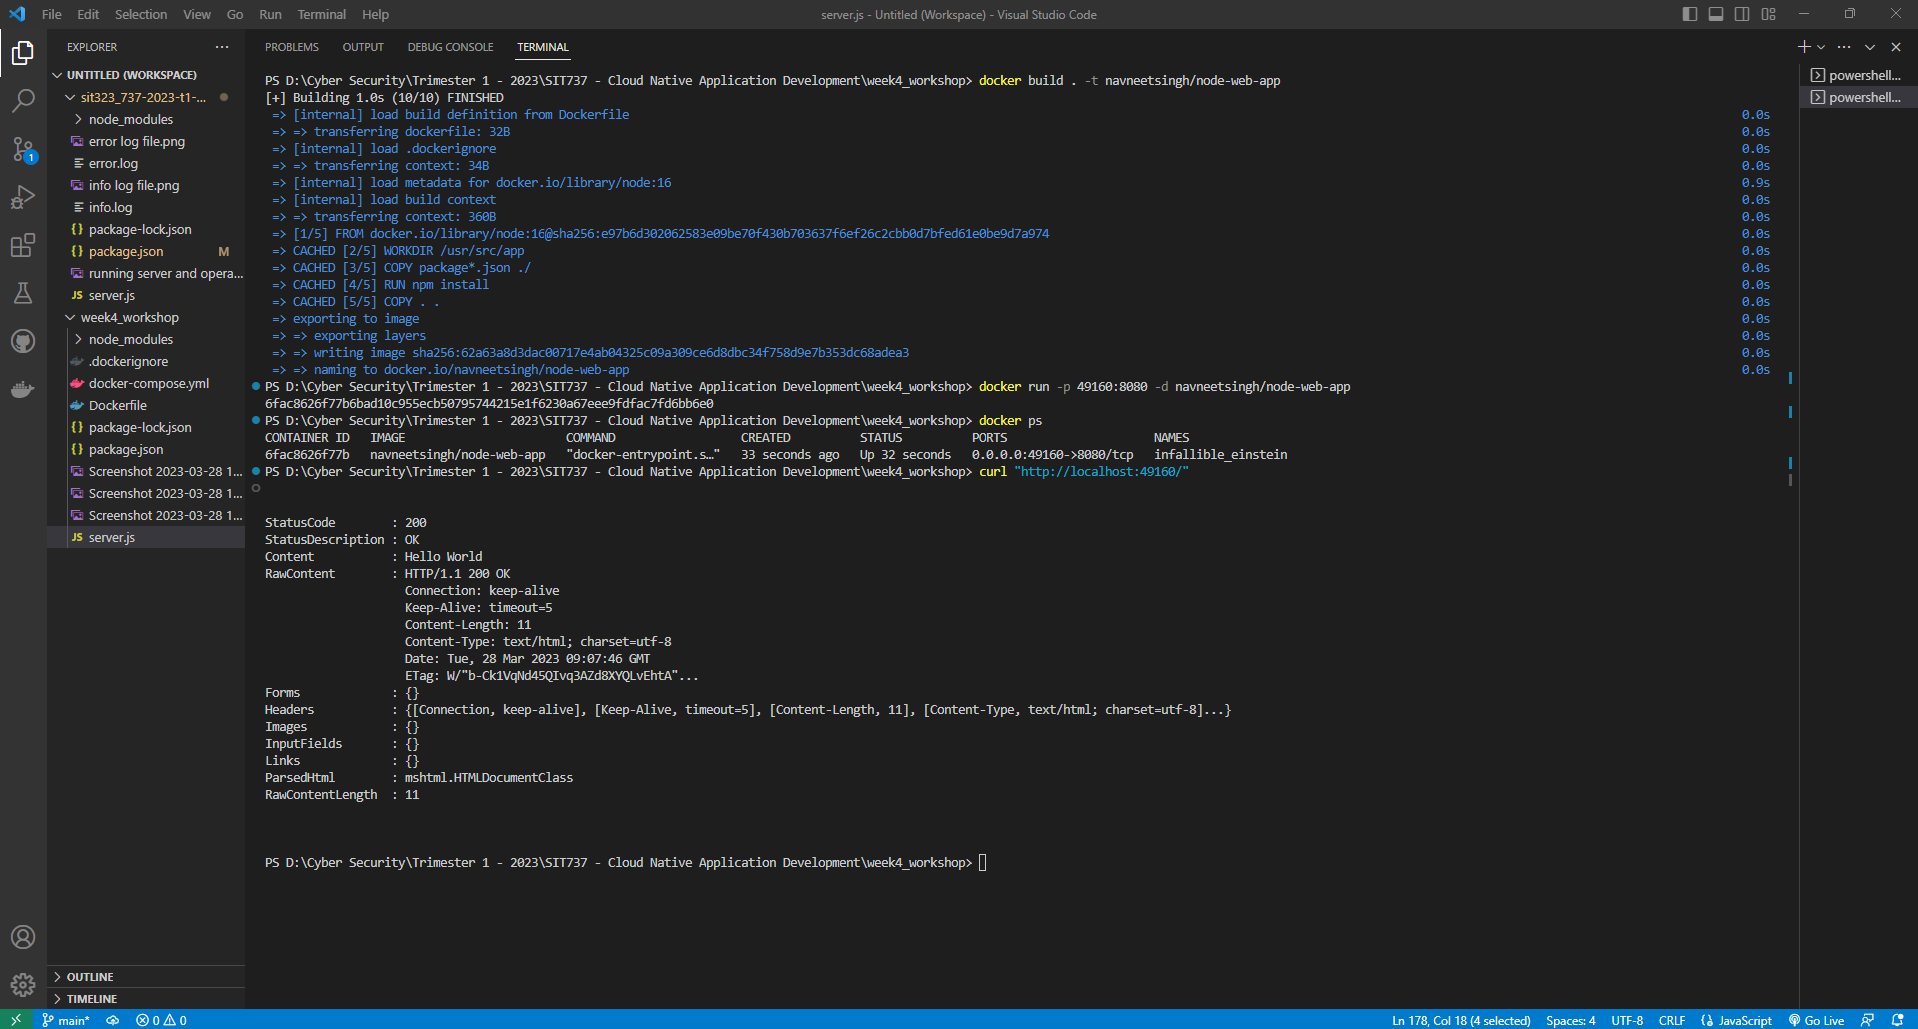 File Edit Selection View Go Run Terminal Help
server.js - Untitled (Workspace) - Visual Studio Code
EXPLORER
UNTITLED (WORKSPACE)
sit323_737-2023-t1-...
node_modules
error log file.png
error.log
info log file.png
info.log
package-lock.json
package.json M
running server and opera...
server.js
week4_workshop
node_modules
.dockerignore
docker-compose.yml
Dockerfile
package-lock.json
package.json
Screenshot 2023-03-28 1...
Screenshot 2023-03-28 1...
Screenshot 2023-03-28 1...
server.js
OUTLINE
TIMELINE
1
PROBLEMS OUTPUT DEBUG CONSOLE TERMINAL
PS D:\Cyber Security\Trimester 1 - 2023\SIT737 - Cloud Native Application Development\week4_workshop> docker build . -t navneetsingh/node-web-app
[+] Building 1.0s (10/10) FINISHED
=> [internal] load build definition from Dockerfile 0.0s
=> => transferring dockerfile: 32B 0.0s
=> [internal] load .dockerignore 0.0s
=> => transferring context: 34B 0.0s
=> [internal] load metadata for docker.io/library/node:16 0.9s
=> [internal] load build context 0.0s
=> => transferring context: 360B 0.0s
=> [1/5] FROM docker.io/library/node:16@sha256:e97b6d302062583e09be70f430b703637f6ef26c2cbb0d7bfed61e0be9d7a974 0.0s
=> CACHED [2/5] WORKDIR /usr/src/app 0.0s
=> CACHED [3/5] COPY package*.json ./ 0.0s
=> CACHED [4/5] RUN npm install 0.0s
=> CACHED [5/5] COPY . . 0.0s
=> exporting to image 0.0s
=> => exporting layers 0.0s
=> => writing image sha256:62a63a8d3dac00717e4ab04325c09a309ce6d8dbc34f758d9e7b353dc68adea3 0.0s
=> => naming to docker.io/navneetsingh/node-web-app 0.0s
PS D:\Cyber Security\Trimester 1 - 2023\SIT737 - Cloud Native Application Development\week4_workshop> docker run -p 49160:8080 -d navneetsingh/node-web-app
6fac8626f77b6bad10c955ecb50795744215e1f6230a67eee9fdfac7fd6bb6e0
PS D:\Cyber Security\Trimester 1 - 2023\SIT737 - Cloud Native Application Development\week4_workshop> docker ps
CONTAINER ID IMAGE COMMAND CREATED STATUS PORTS NAMES
6fac8626f77b navneetsingh/node-web-app "docker-entrypoint.s…" 33 seconds ago Up 32 seconds 0.0.0.0:49160->8080/tcp infallible_einstein
PS D:\Cyber Security\Trimester 1 - 2023\SIT737 - Cloud Native Application Development\week4_workshop> curl "http://localhost:49160/"
StatusCode : 200
StatusDescription : OK
Content : Hello World
RawContent : HTTP/1.1 200 OK
Connection: keep-alive
Keep-Alive: timeout=5
Content-Length: 11
Content-Type: text/html; charset=utf-8
Date: Tue, 28 Mar 2023 09:07:46 GMT
ETag: W/"b-Ck1VqNd45QIvq3AZd8XYQLvEhtA"...
Forms : {}
Headers : {[Connection, keep-alive], [Keep-Alive, timeout=5], [Content-Length, 11], [Content-Type, text/html; charset=utf-8]...}
Images : {}
InputFields : {}
Links : {}
ParsedHtml : mshtml.HTMLDocumentClass
RawContentLength : 11
PS D:\Cyber Security\Trimester 1 - 2023\SIT737 - Cloud Native Application Development\week4_workshop>
powershell...
powershell...
main* 0 0 Ln 178, Col 18 (4 selected) Spaces: 4 UTF-8 CRLF JavaScript Go Live